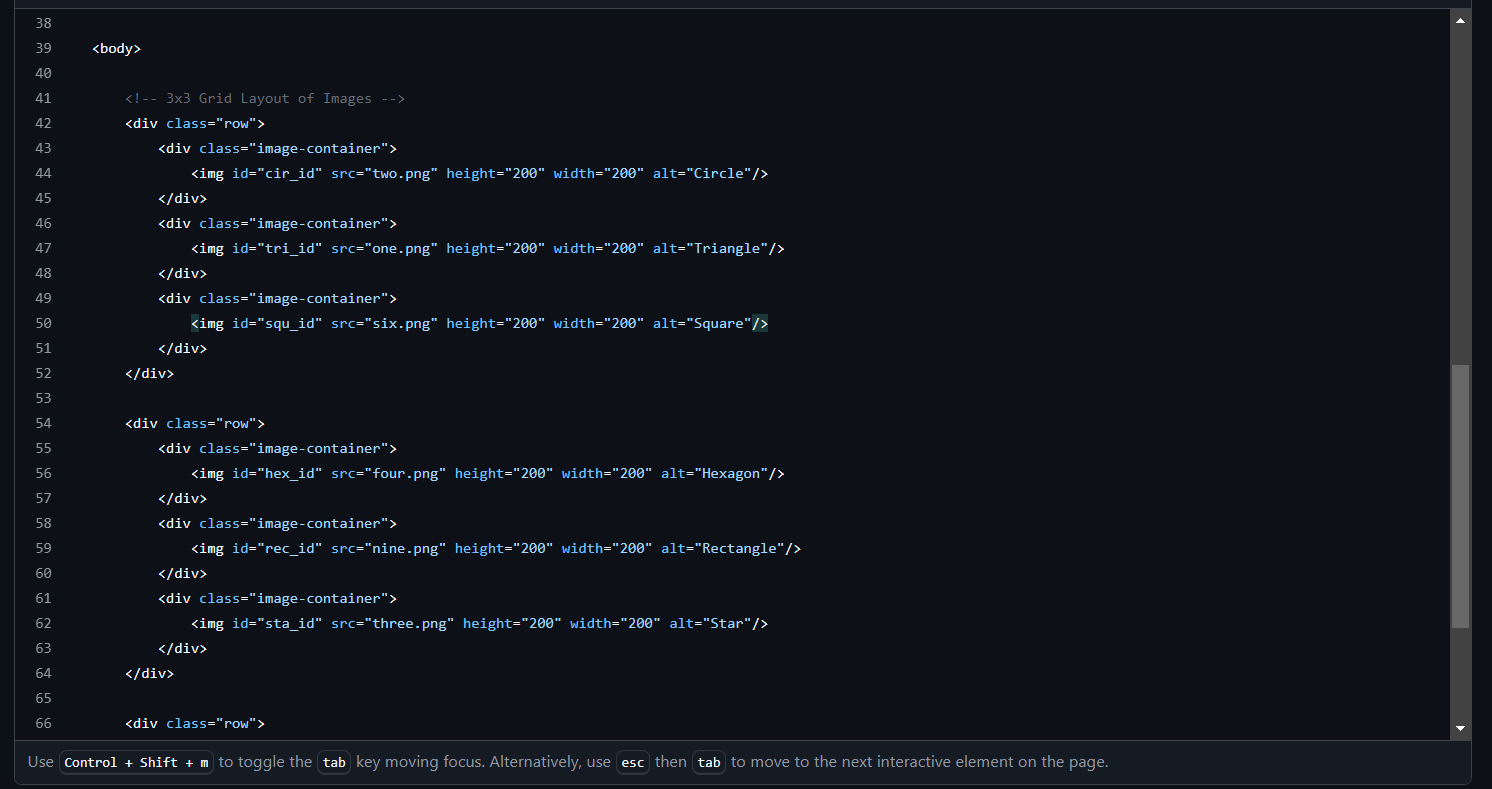 38
39 <body>
40
41 <!-- 3x3 Grid Layout of Images -->
42 <div class="row">
43 <div class="image-container">
44 <img id="cir_id" src="two.png" height="200" width="200" alt="Circle"/>
45 </div>
46 <div class="image-container">
47 <img id="tri_id" src="one.png" height="200" width="200" alt="Triangle"/>
48 </div>
49 <div class="image-container">
50 <img id="squ_id" src="six.png" height="200" width="200" alt="Square"/>
51 </div>
52 </div>
53
54 <div class="row">
55 <div class="image-container">
56 <img id="hex_id" src="four.png" height="200" width="200" alt="Hexagon"/>
57 </div>
58 <div class="image-container">
59 <img id="rec_id" src="nine.png" height="200" width="200" alt="Rectangle"/>
60 </div>
61 <div class="image-container">
62 <img id="sta_id" src="three.png" height="200" width="200" alt="Star"/>
63 </div>
64 </div>
65
66 <div class="row">
Use Control + Shift + m to toggle the tab key moving focus. Alternatively, use esc then tab to move to the next interactive element on the page.